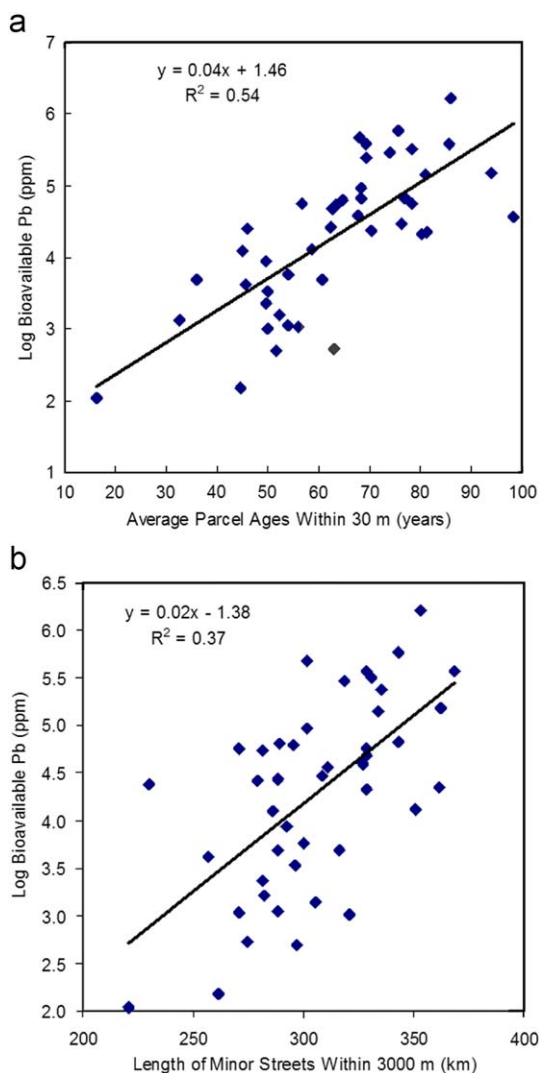 a
7
6
5
4
3
2
1
y = 0.04x + 1.46
R² = 0.54
Log Bioavailable Pb (ppm)
10 20 30 40 50 60 70 80 90 100
Average Parcel Ages Within 30 m (years)
b
6.5
6.0
5.5
5.0
4.5
4.0
3.5
3.0
2.5
2.0
y = 0.02x - 1.38
R² = 0.37
Log Bioavailable Pb (ppm)
200 250 300 350 400
Length of Minor Streets Within 3000 m (km)